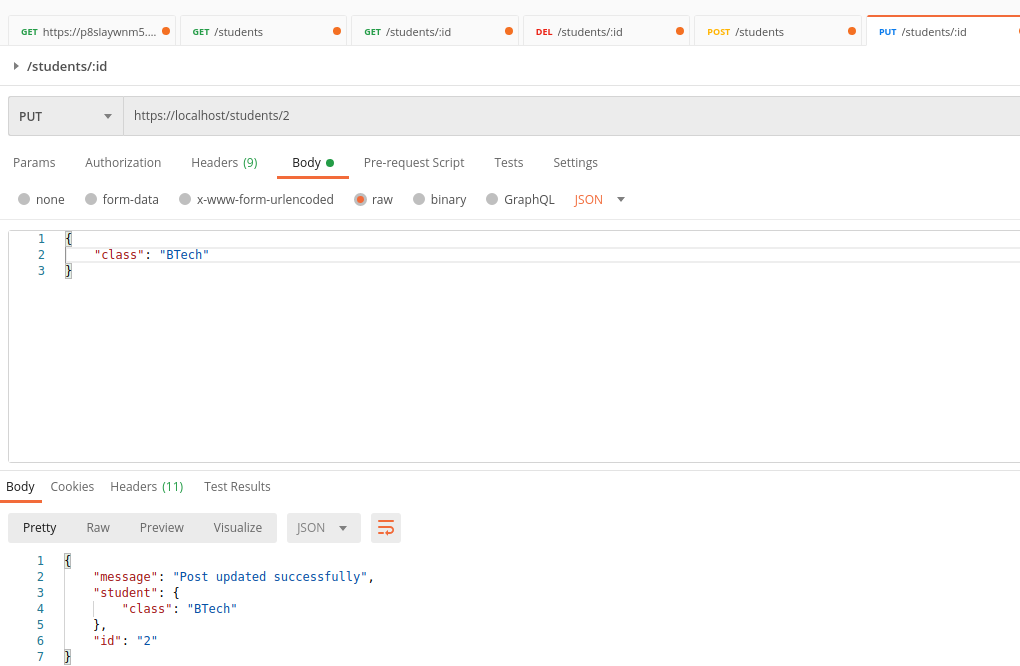 GET https://p8slaywnm5.... GET /students GET /students/:id DEL /students/:id POST /students PUT /students/:id
/students/:id
PUT https://localhost/students/2
Params Authorization Headers (9) Body Pre-request Script Tests Settings
none form-data x-www-form-urlencoded raw binary GraphQL JSON
1 {
2 "class": "BTech"
3 }
Body Cookies Headers (11) Test Results
Pretty Raw Preview Visualize JSON
1 {
2 "message": "Post updated successfully",
3 "student": {
4 "class": "BTech"
5 },
6 "id": "2"
7 }